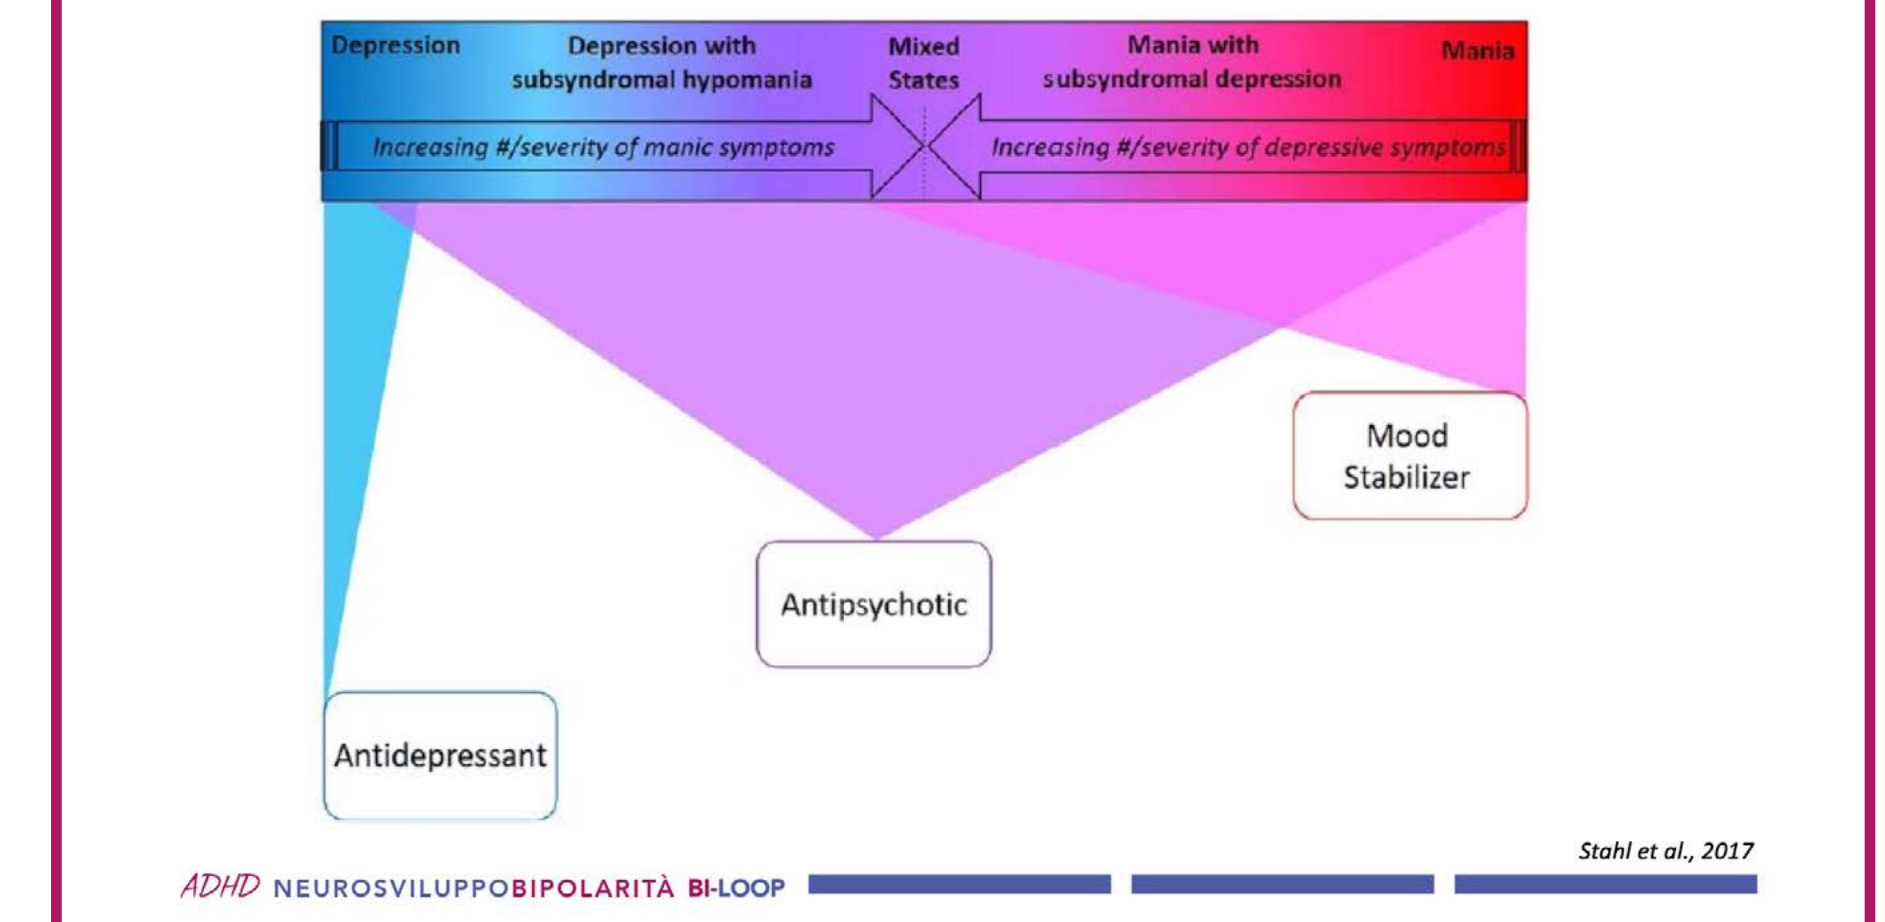 Depression
Depression with
subsyndromal hypomania
Mixed
States
Mania with
subsyndromal depression
Mania
Increasing #/severity of manic symptoms
Increasing #/severity of depressive symptoms
Mood
Stabilizer
Antipsychotic
Antidepressant
Stahl et al., 2017
ADHD NEUROSVILUPPOBIPOLARITÀ BI-LOOP